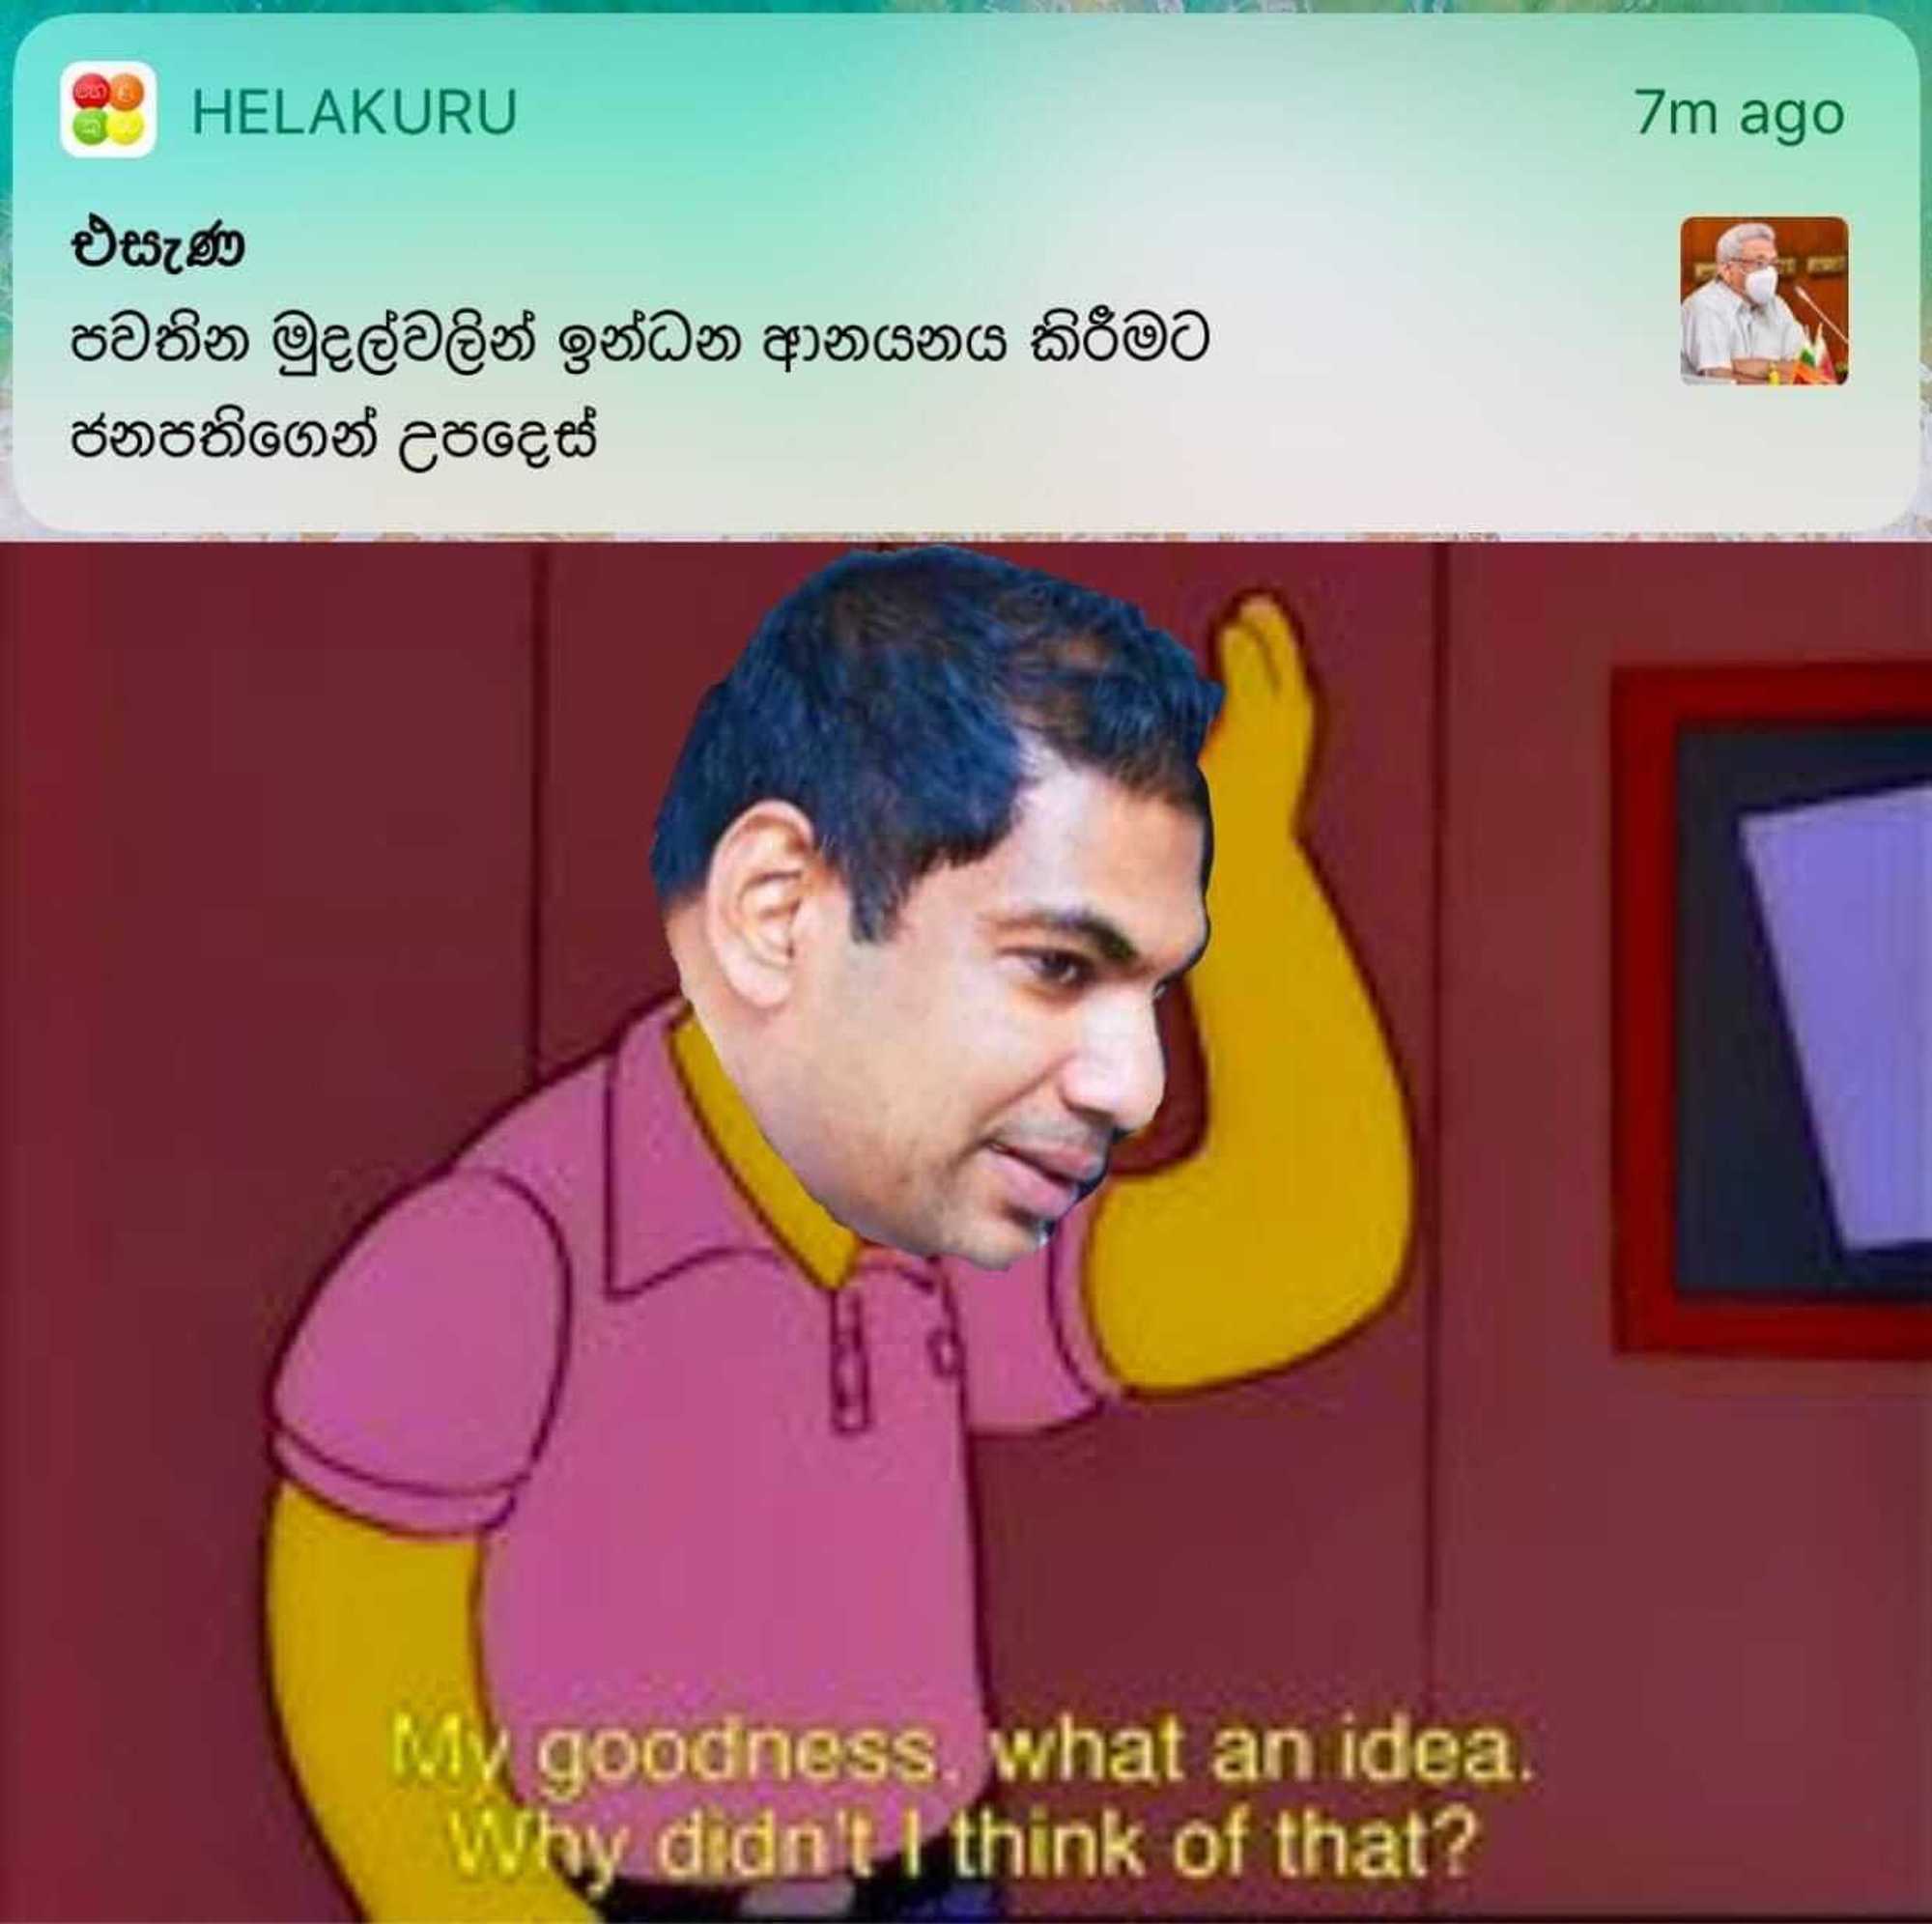 HELAKURU
7m ago
එසැණ
පවතින මුදල්වලින් ඉන්ධන ආනයනය කිරීමට
ජනපතිගෙන් උපදෙස්
My goodness, what an idea.
Why didn't I think of that?